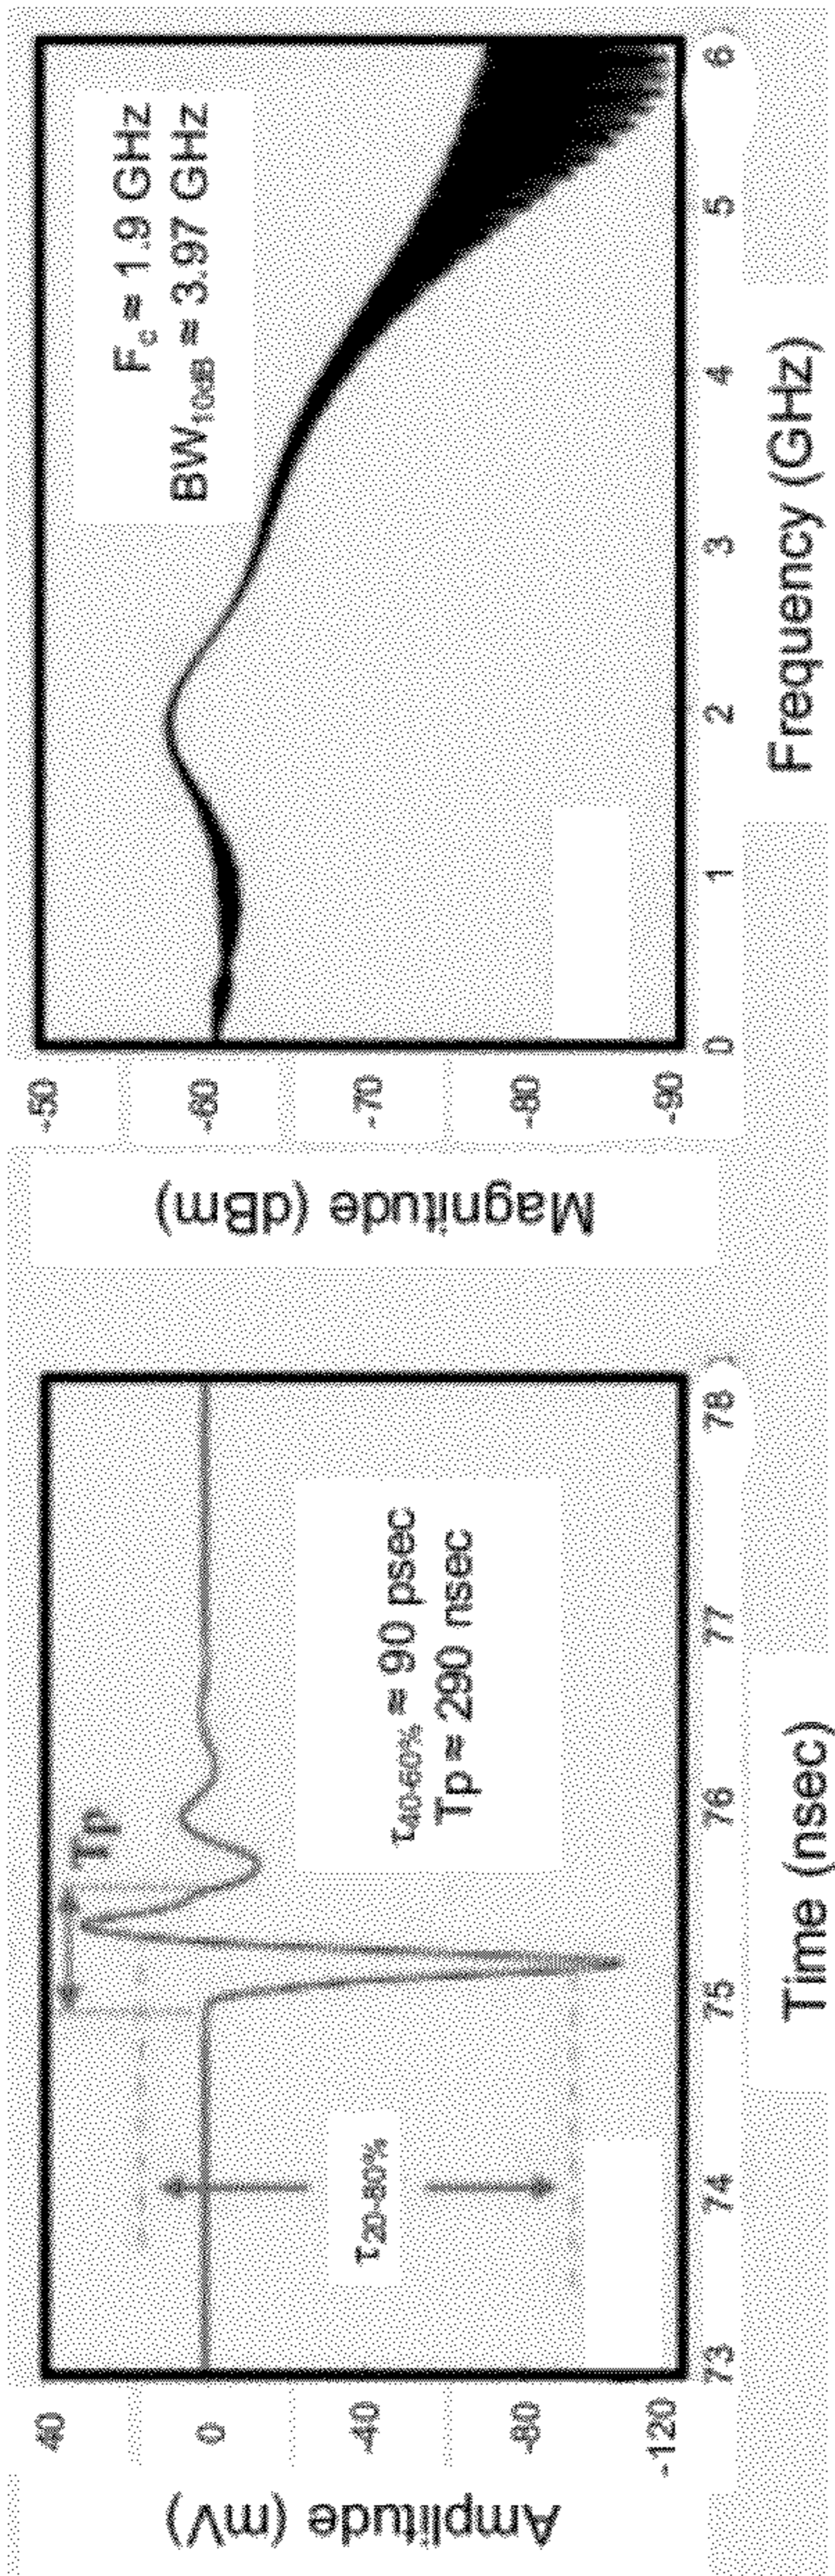 Amplitude (mV)
40
0
-40
-80
-120
Tp
τ20-80%
τ40-60% ≈ 90 psec
Tp ≈ 290 nsec
73
74
75
76
77
78
)
Time (nsec)
Magnitude (dBm)
-50
-60
-70
-80
-90
Fc ≈ 1.9 GHz
BW10dB ≈ 3.97 GHz
0
1
2
3
4
5
6
)
Frequency (GHz)